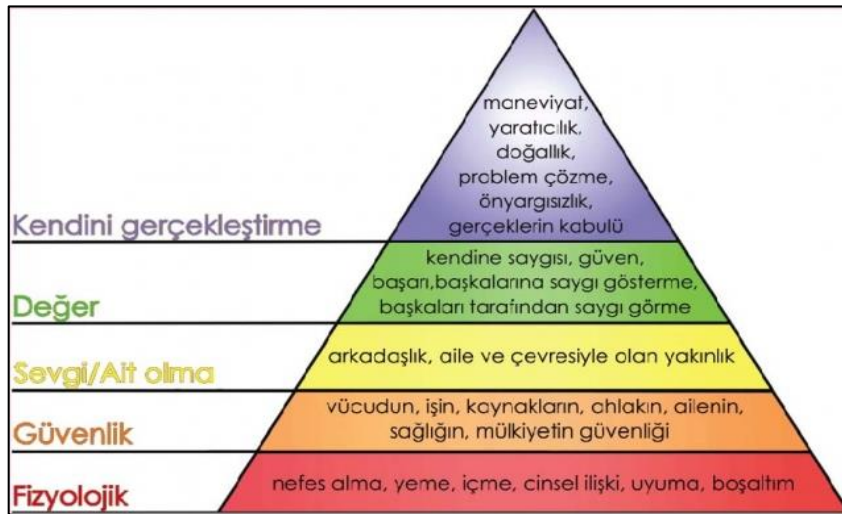 maneviyat,
yaratıcılık,
doğallık,
problem çözme,
önyargısızlık,
gerçeklerin kabulü
Kendini gerçekleştirme
kendine saygısı, güven,
başarı,başkalarına saygı gösterme,
başkaları tarafından saygı görme
Değer
arkadaşlık, aile ve çevresiyle olan yakınlık
Sevgi/Ait olma
vücudun, işin, kaynakların, ahlakın, ailenin,
sağlığın, mülkiyetin güvenliği
Güvenlik
nefes alma, yeme, içme, cinsel ilişki, uyuma, boşaltım
Fizyolojik